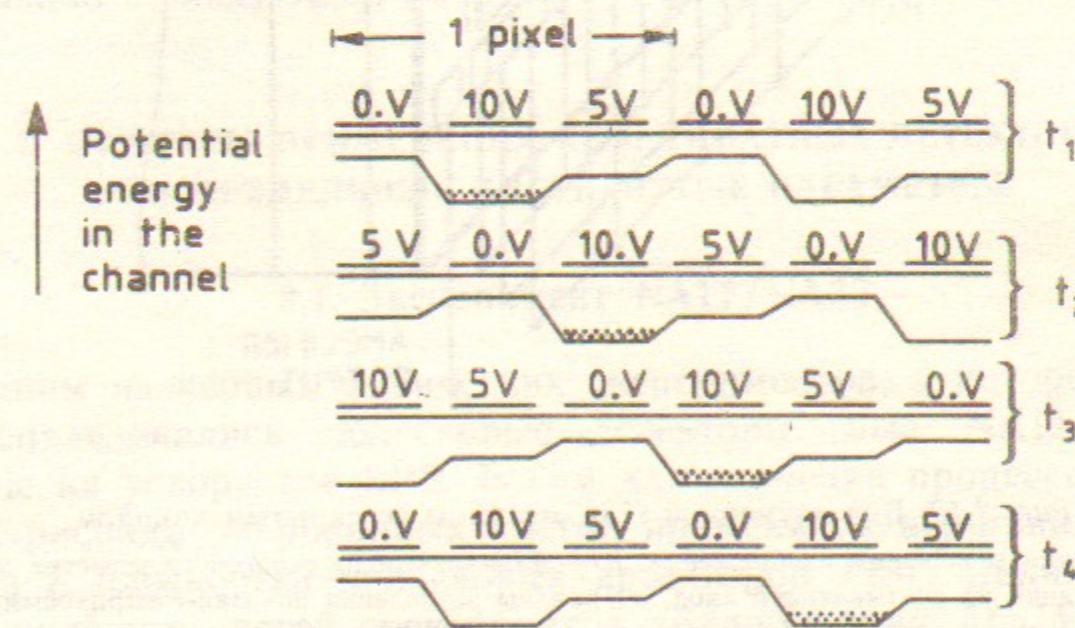 1 pixel
0.V 10V 5V 0.V 10V 5V
t1
Potential
energy
in the
channel
5 V 0.V 10.V 5V 0.V 10V
t2
10V 5V 0.V 10V 5V 0.V
t3
0.V 10V 5V 0.V 10V 5V
t4